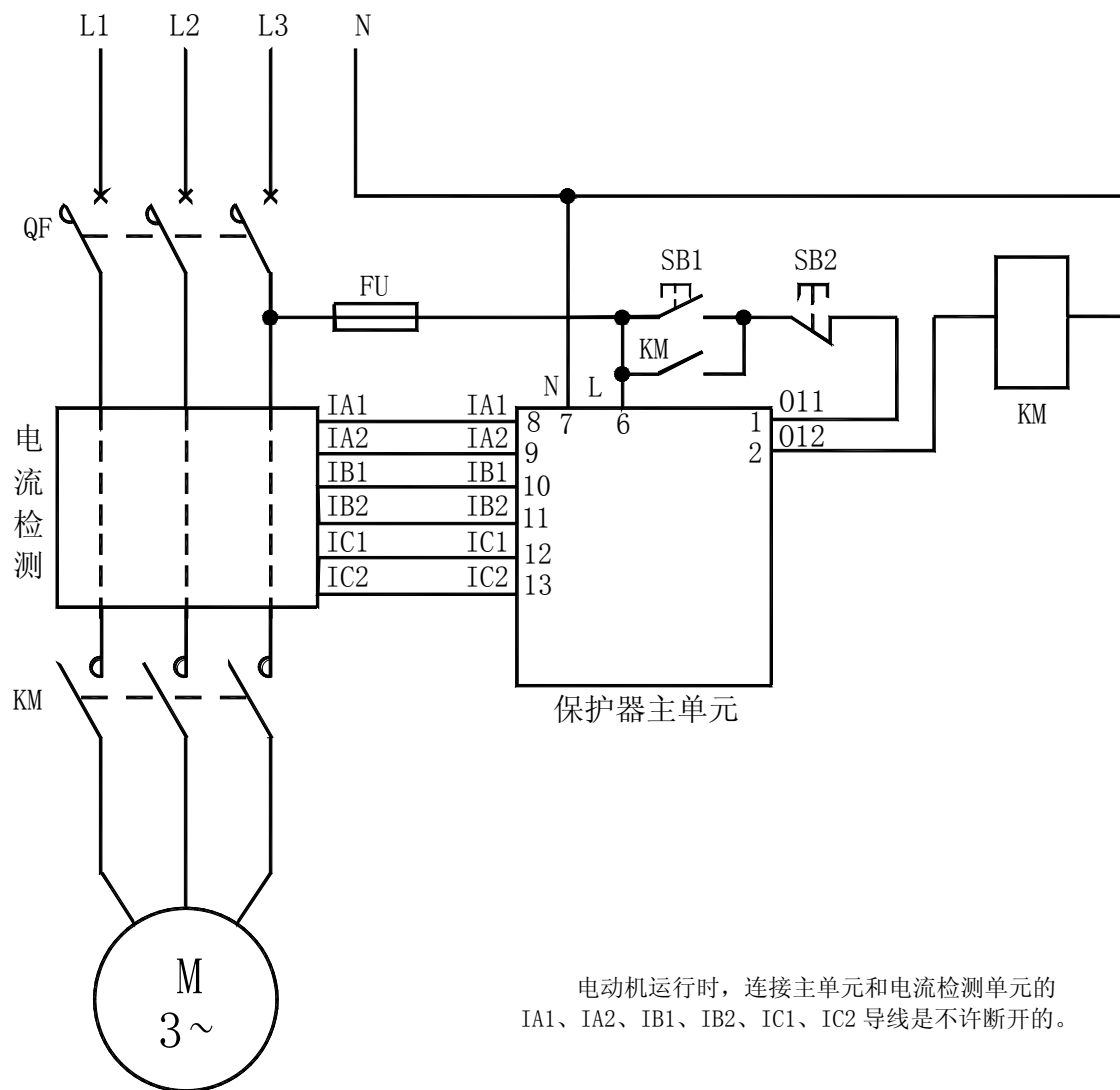 L1 L2 L3 N
QF
SB1 SB2
FU
KM
N L
KM
IA1 IA1 8 7 6 1 O11
IA2 IA2 9 2 O12
IB1 IB1 10
IB2 IB2 11
IC1 IC1 12
IC2 IC2 13
电流检测
KM
保护器主单元
M
3~
电动机运行时，连接主单元和电流检测单元的
IA1、IA2、IB1、IB2、IC1、IC2 导线是不许断开的。